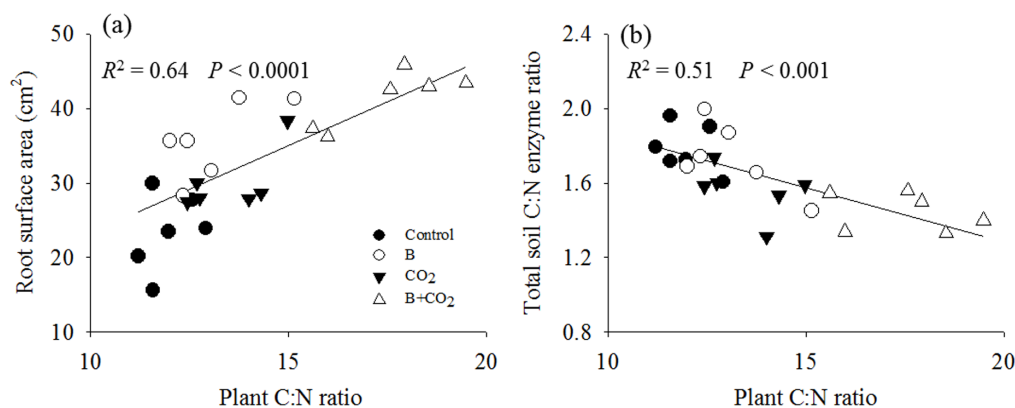 (a)
R² = 0.64 P < 0.0001
50
40
30
20
10
Root surface area (cm²)
Control
B
CO₂
B+CO₂
10 15 20
Plant C:N ratio
(b)
R² = 0.51 P < 0.001
2.4
2.0
1.6
1.2
0.8
Total soil C:N enzyme ratio
10 15 20
Plant C:N ratio